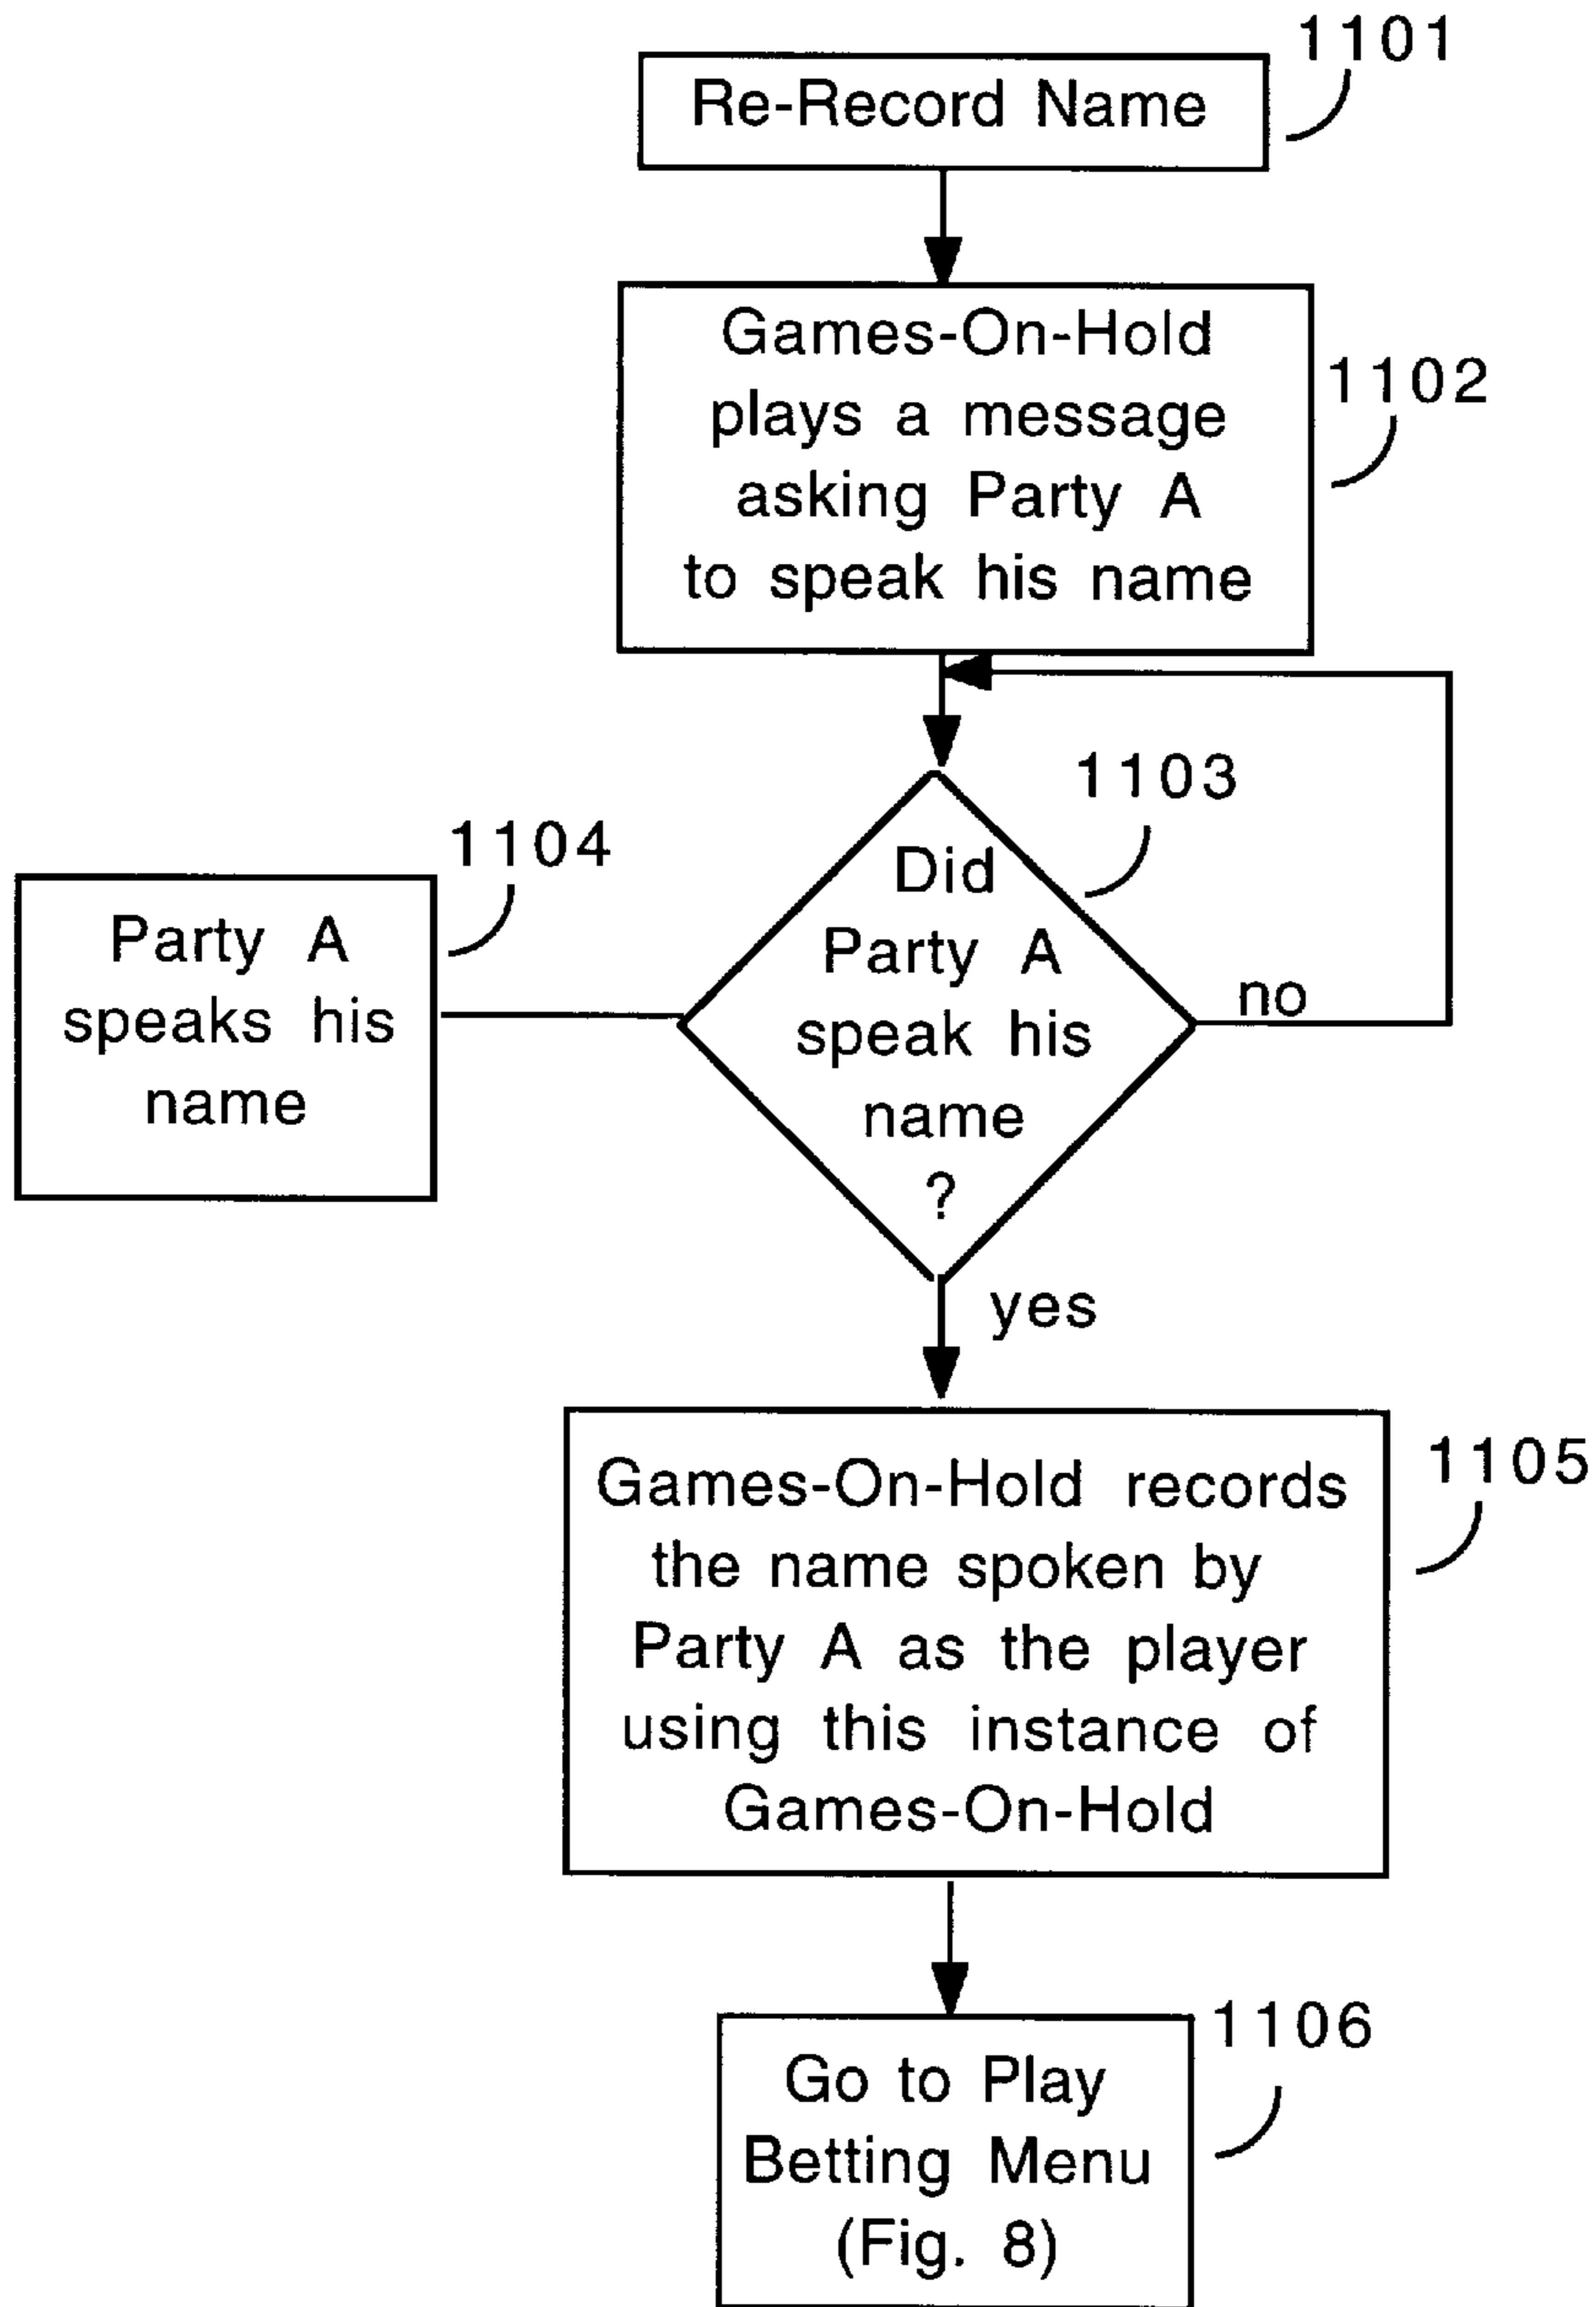 1101
Re-Record Name
Games-On-Hold
plays a message
asking Party A
to speak his name
1102
1103
Did
Party A
speak his
name
?
no
1104
Party A
speaks his
name
yes
Games-On-Hold records
the name spoken by
Party A as the player
using this instance of
Games-On-Hold
1105
1106
Go to Play
Betting Menu
(Fig. 8)